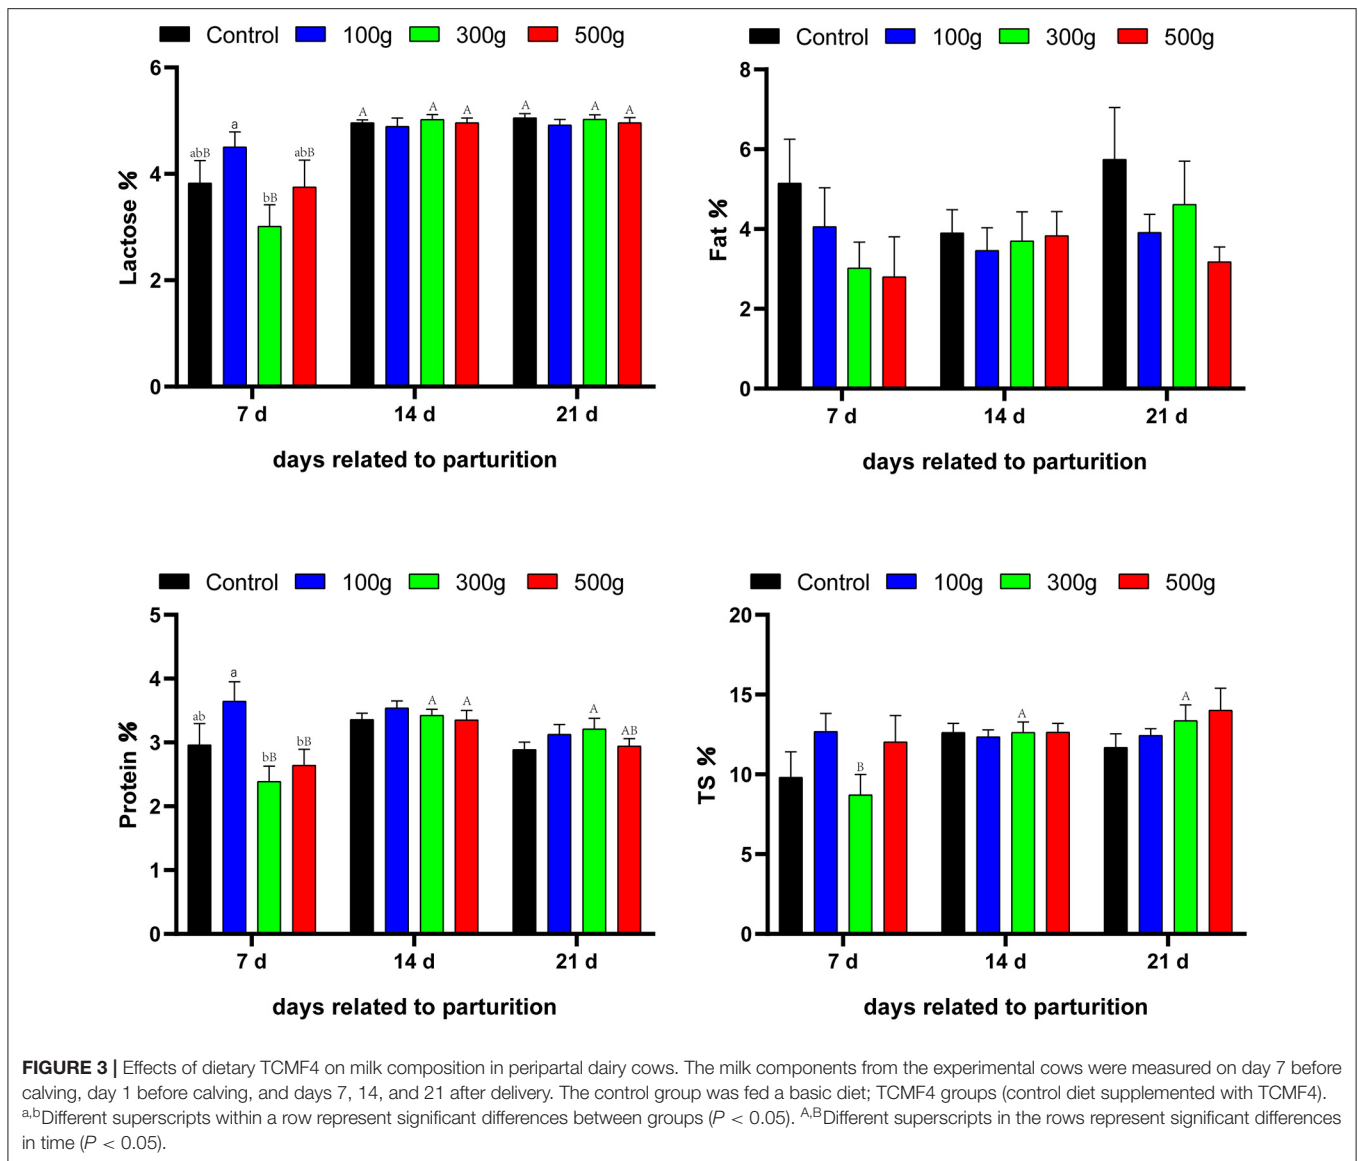 Control 100g 300g 500g
6
4
2
0
Lactose %
abB a bB abB
A A A
A A A
7 d 14 d 21 d
days related to parturition
Control 100g 300g 500g
8
6
4
2
0
Fat %
7 d 14 d 21 d
days related to parturition
Control 100g 300g 500g
5
4
3
2
1
0
Protein %
ab a bB bB
A A
A AB
7 d 14 d 21 d
days related to parturition
Control 100g 300g 500g
20
15
10
5
0
TS %
B
A
A
7 d 14 d 21 d
days related to parturition
FIGURE 3 | Effects of dietary TCMF4 on milk composition in peripartal dairy cows. The milk components from the experimental cows were measured on day 7 before
calving, day 1 before calving, and days 7, 14, and 21 after delivery. The control group was fed a basic diet; TCMF4 groups (control diet supplemented with TCMF4).
a,bDifferent superscripts within a row represent significant differences between groups (P < 0.05). A,BDifferent superscripts in the rows represent significant differences
in time (P < 0.05).